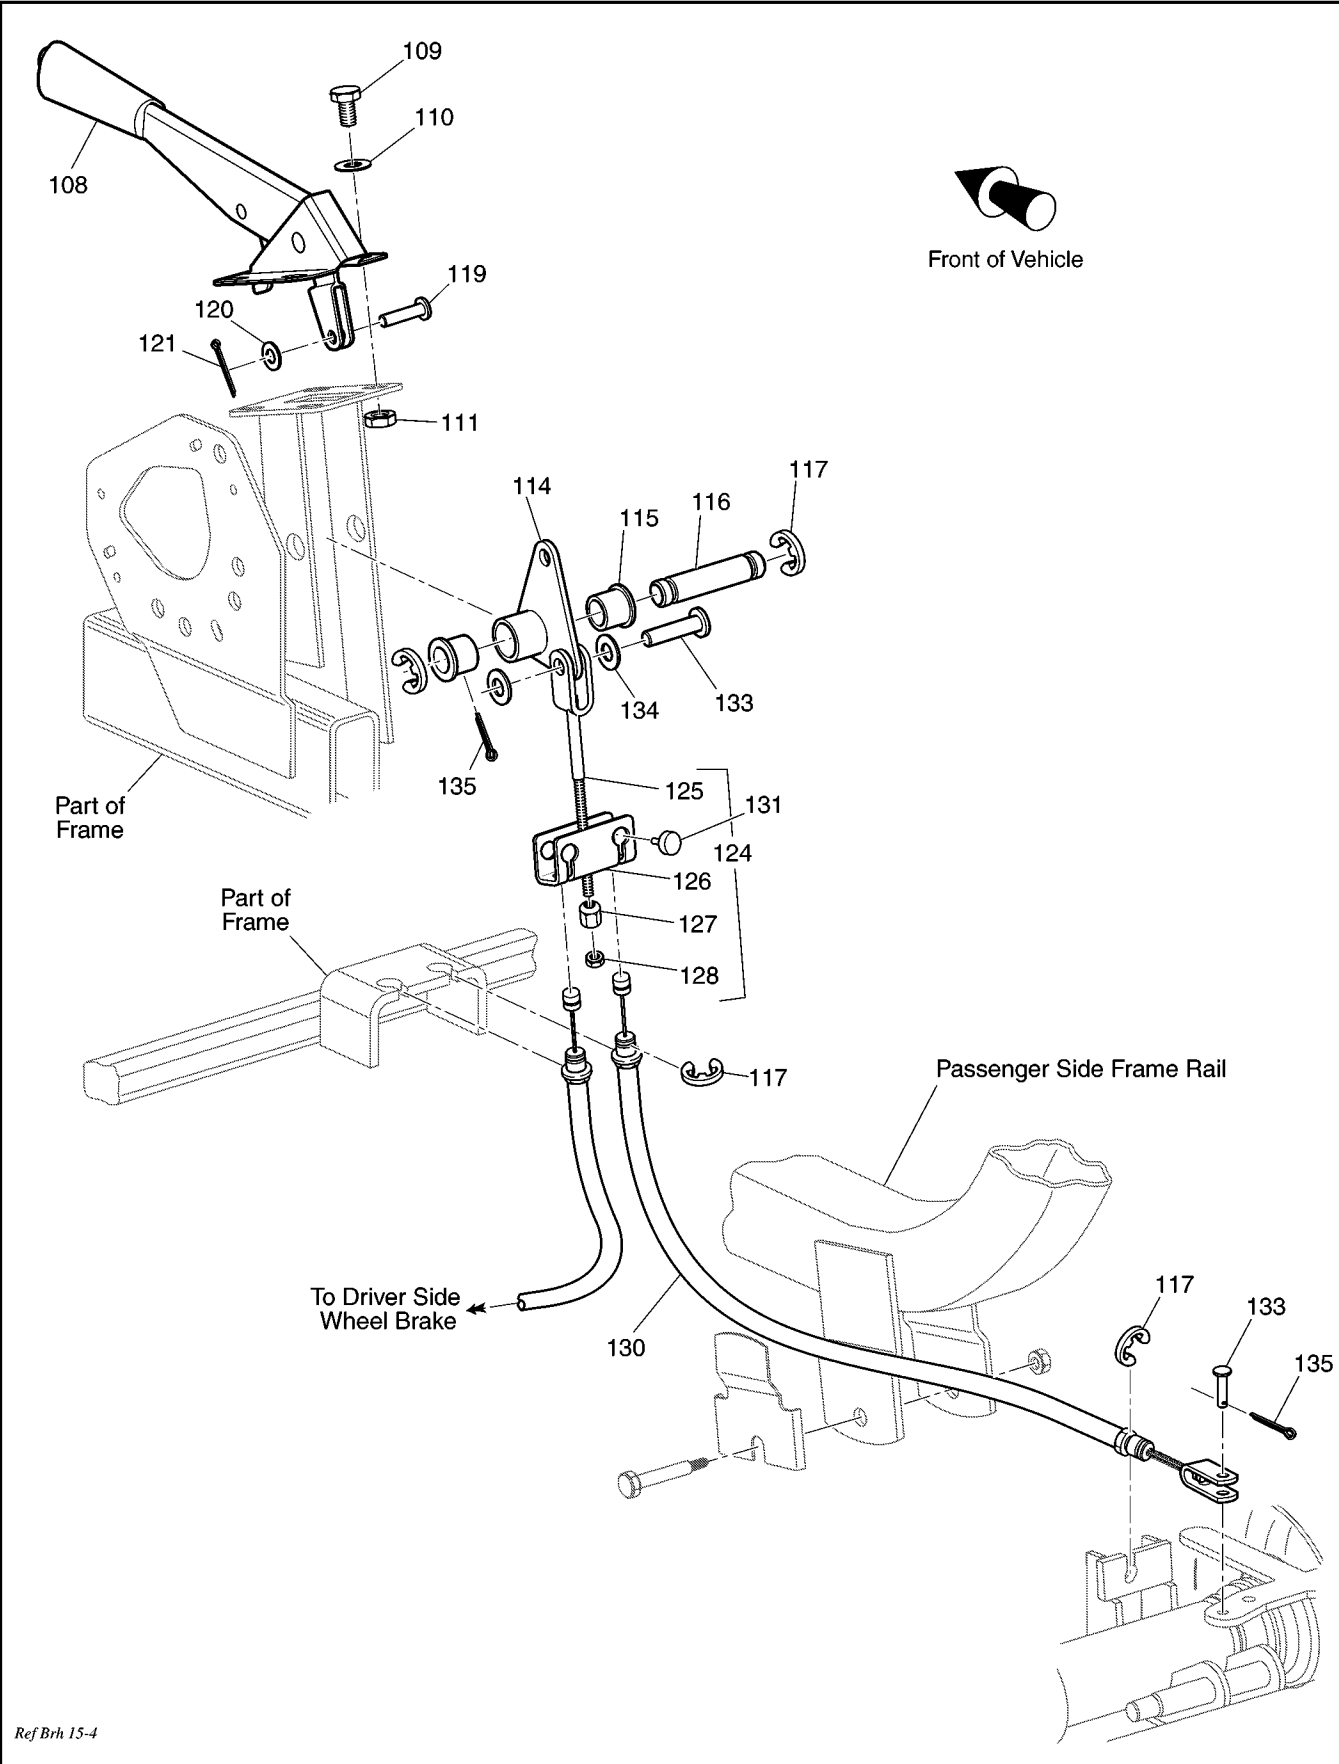 109
110
108
Front of Vehicle
119
120
121
111
117
114
116
115
134
133
135
125
131
Part of
Frame
124
126
Part of
Frame
127
128
117
Passenger Side Frame Rail
To Driver Side
Wheel Brake
117
133
130
135
Ref Brh 15-4